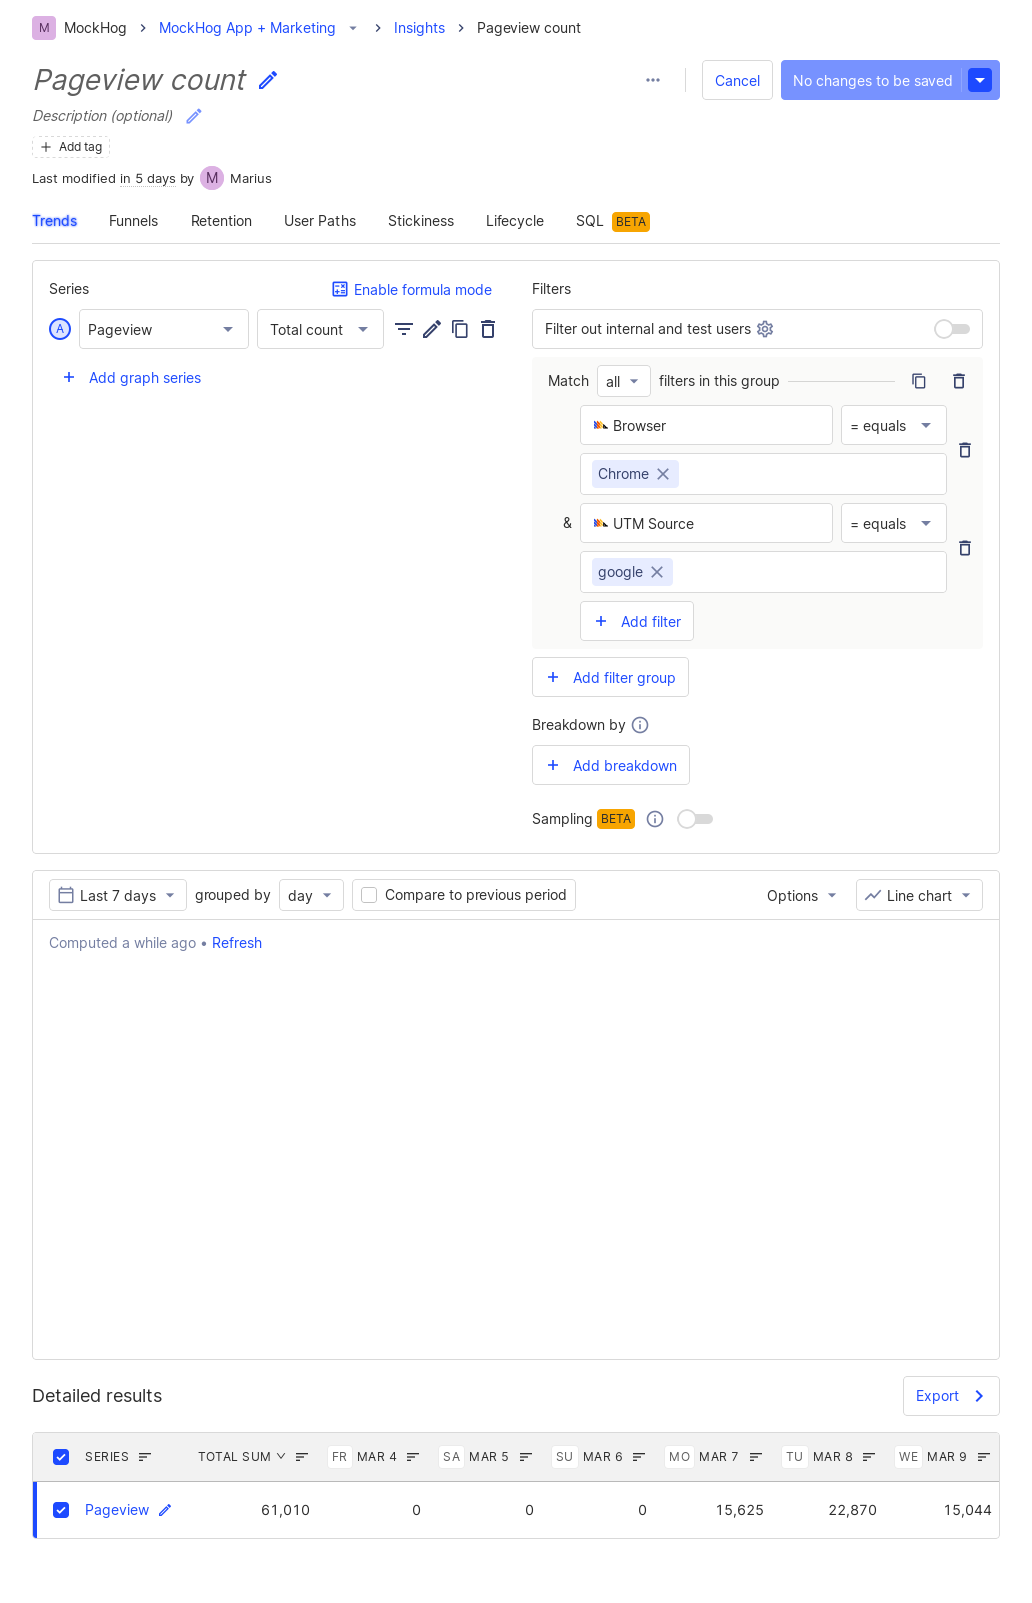 M MockHog MockHog App + Marketing Insights Pageview count
Pageview count
Cancel No changes to be saved
Description (optional)
Add tag
Last modified in 5 days by M Marius
Trends Funnels Retention User Paths Stickiness Lifecycle SQL BETA
Series Enable formula mode
A Pageview Total count
Add graph series
Filters
Filter out internal and test users
Match all filters in this group
Browser = equals
Chrome
& UTM Source = equals
google
Add filter
Add filter group
Breakdown by
Add breakdown
Sampling BETA
Last 7 days grouped by day Compare to previous period Options Line chart
Computed a while ago • Refresh
Detailed results Export
SERIES TOTAL SUM FR MAR 4 SA MAR 5 SU MAR 6 MO MAR 7 TU MAR 8 WE MAR 9
Pageview 61,010 0 0 0 15,625 22,870 15,044